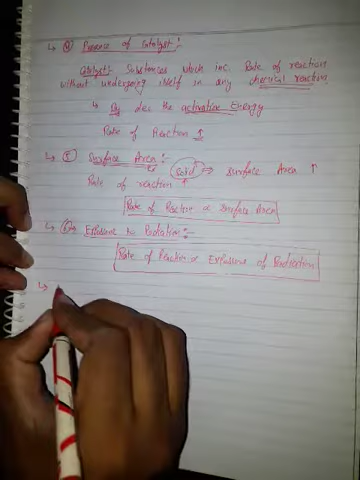 ↳ (4) Presence of Catalyst:
Catalyst: Substances which inc. Rate of reaction
without undergoing itself in any chemical reaction
↳ By dec the activation Energy
Rate of Reaction ↑
↳ (5) Surface Area:
Solid ⇒ Surface Area ↑
Rate of reaction ↑
Rate of Reaction ∝ Surface Area
↳ (6) Exposure to Radiation:-
Rate of Reaction ∝ Exposure of Radiation
↳